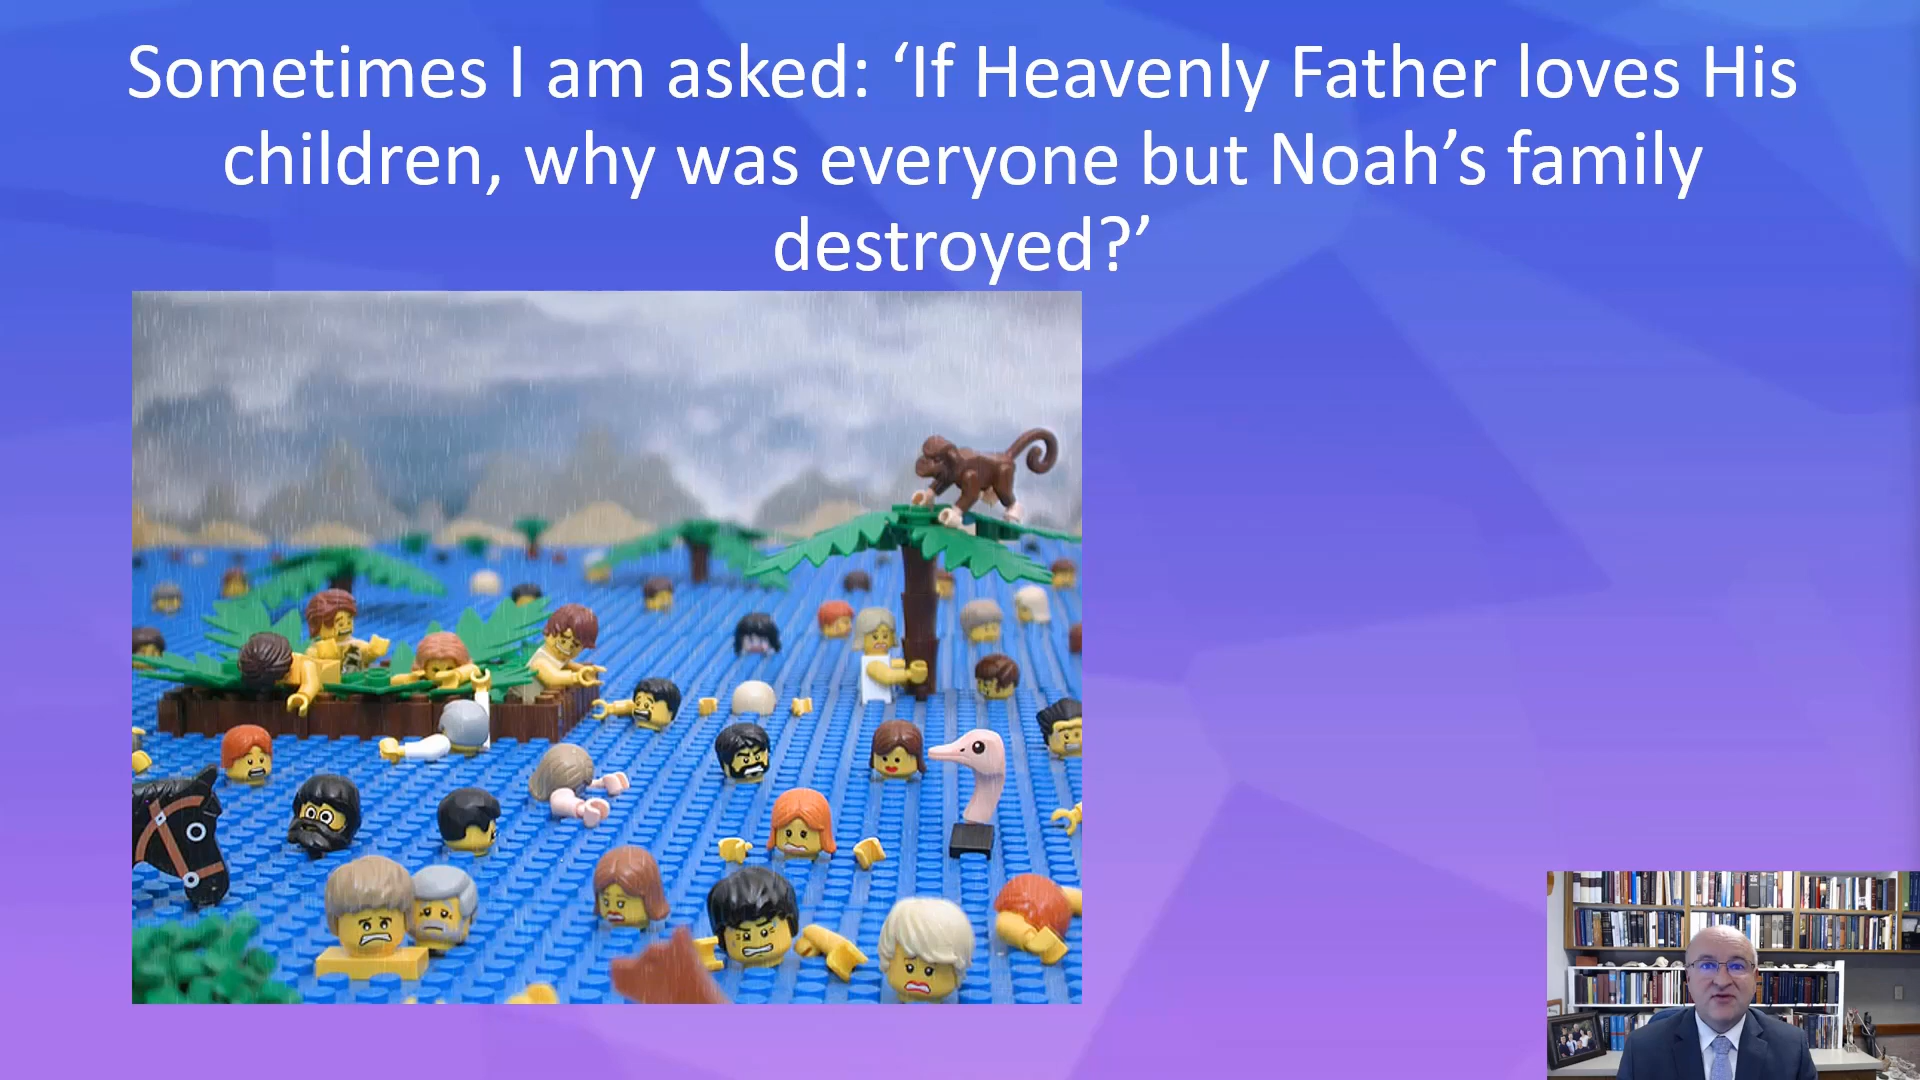 Sometimes I am asked: ‘If Heavenly Father loves His
children, why was everyone but Noah’s family
destroyed?’